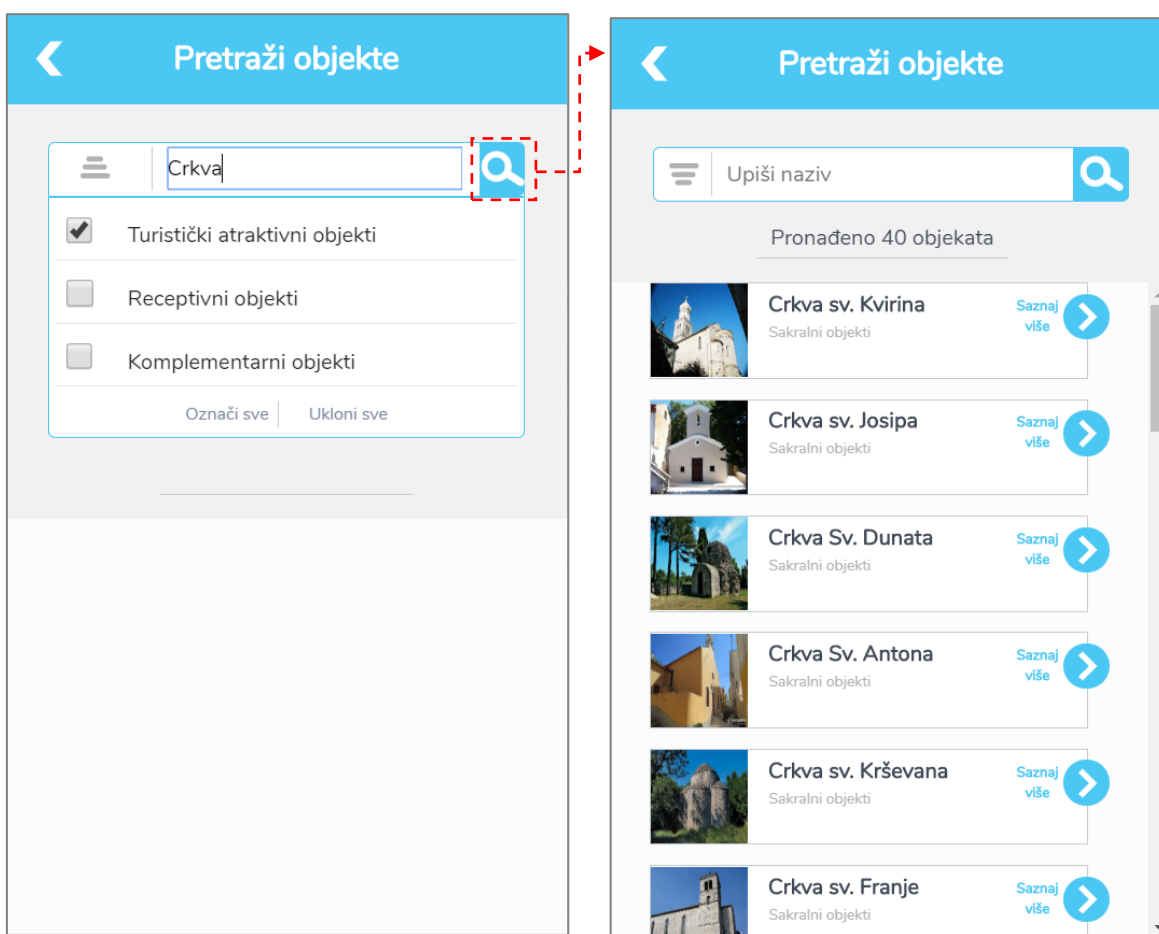 Pretraži objekte
Crkva
Turistički atraktivni objekti
Receptivni objekti
Komplementarni objekti
Označi sve Ukloni sve
Pretraži objekte
Upiši naziv
Pronađeno 40 objekata
Crkva sv. Kvirina
Sakralni objekti
Saznaj
više
Crkva sv. Josipa
Sakralni objekti
Saznaj
više
Crkva Sv. Dunata
Sakralni objekti
Saznaj
više
Crkva Sv. Antona
Sakralni objekti
Saznaj
više
Crkva sv. Krševana
Sakralni objekti
Saznaj
više
Crkva sv. Franje
Sakralni objekti
Saznaj
više